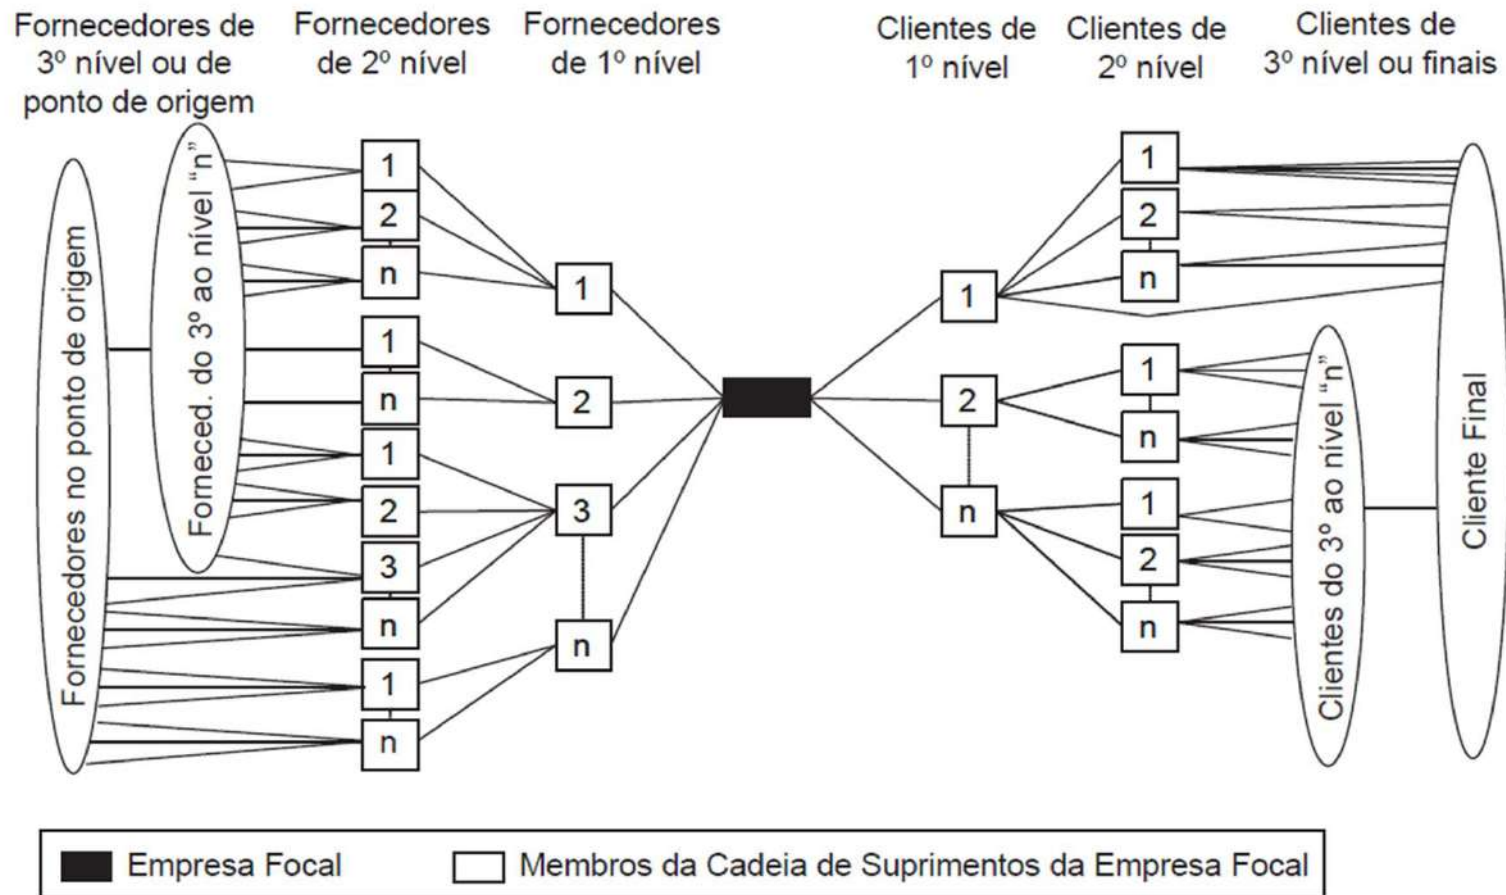 Fornecedores de
3º nível ou de
ponto de origem
Fornecedores
de 2º nível
Fornecedores
de 1º nível
Clientes de
1º nível
Clientes de
2º nível
Clientes de
3º nível ou finais
Fornecedores no ponto de origem
Forneced. do 3º ao nível “n”
1
2
n
1
n
1
2
3
n
1
n
1
2
3
n
1
2
n
1
2
n
1
n
1
2
n
Clientes do 3º ao nível “n”
Cliente Final
Empresa Focal
Membros da Cadeia de Suprimentos da Empresa Focal